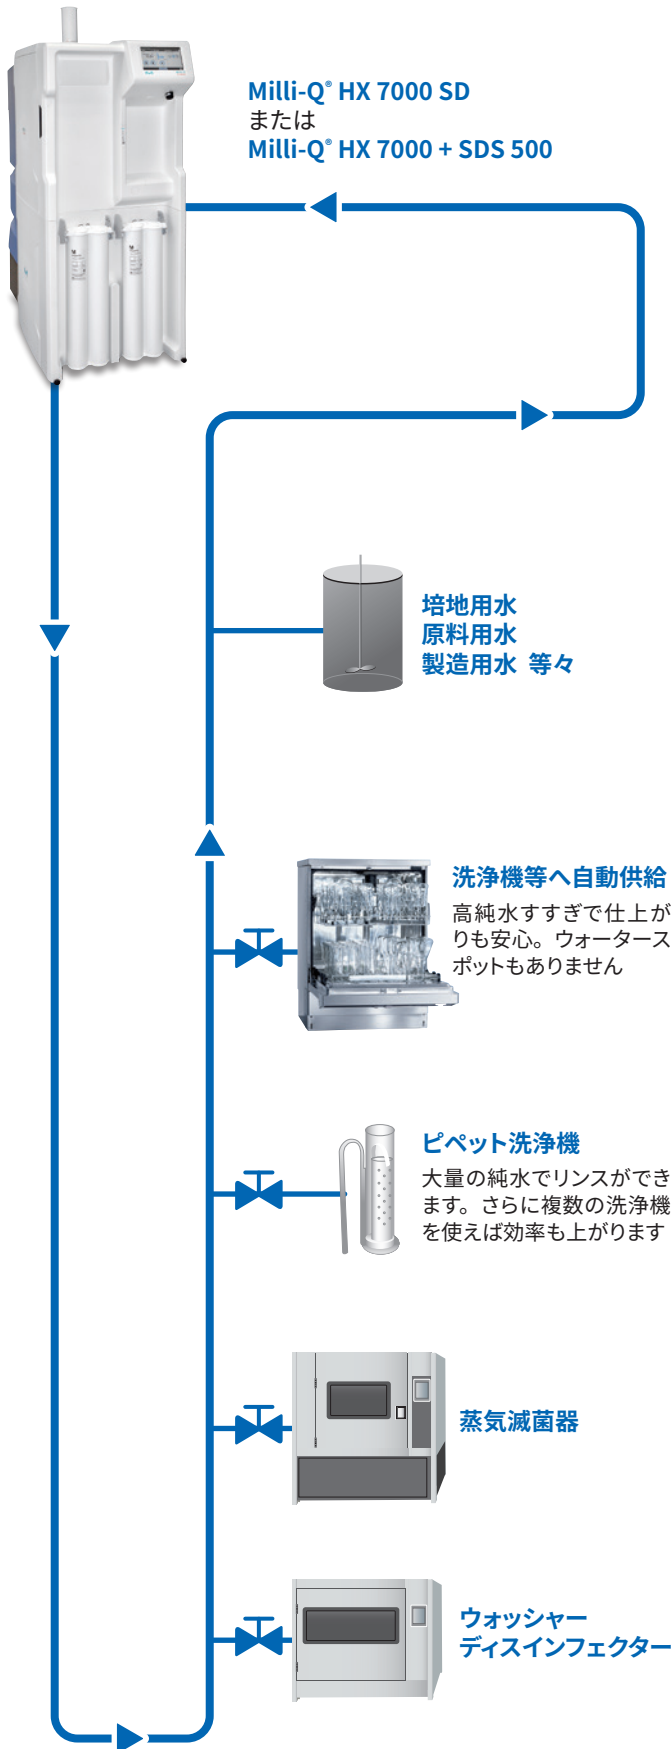 Milli-Q® HX 7000 SD
または
Milli-Q® HX 7000 + SDS 500
培地用水
原料用水
製造用水 等々
洗浄機等へ自動供給
高純水すすぎで仕上が
りも安心。ウォータース
ポットもありません
ピペット洗浄機
大量の純水でリンスができ
ます。さらに複数の洗浄機
を使えば効率も上がります
蒸気滅菌器
ウォッシャー
ディスインフェクター